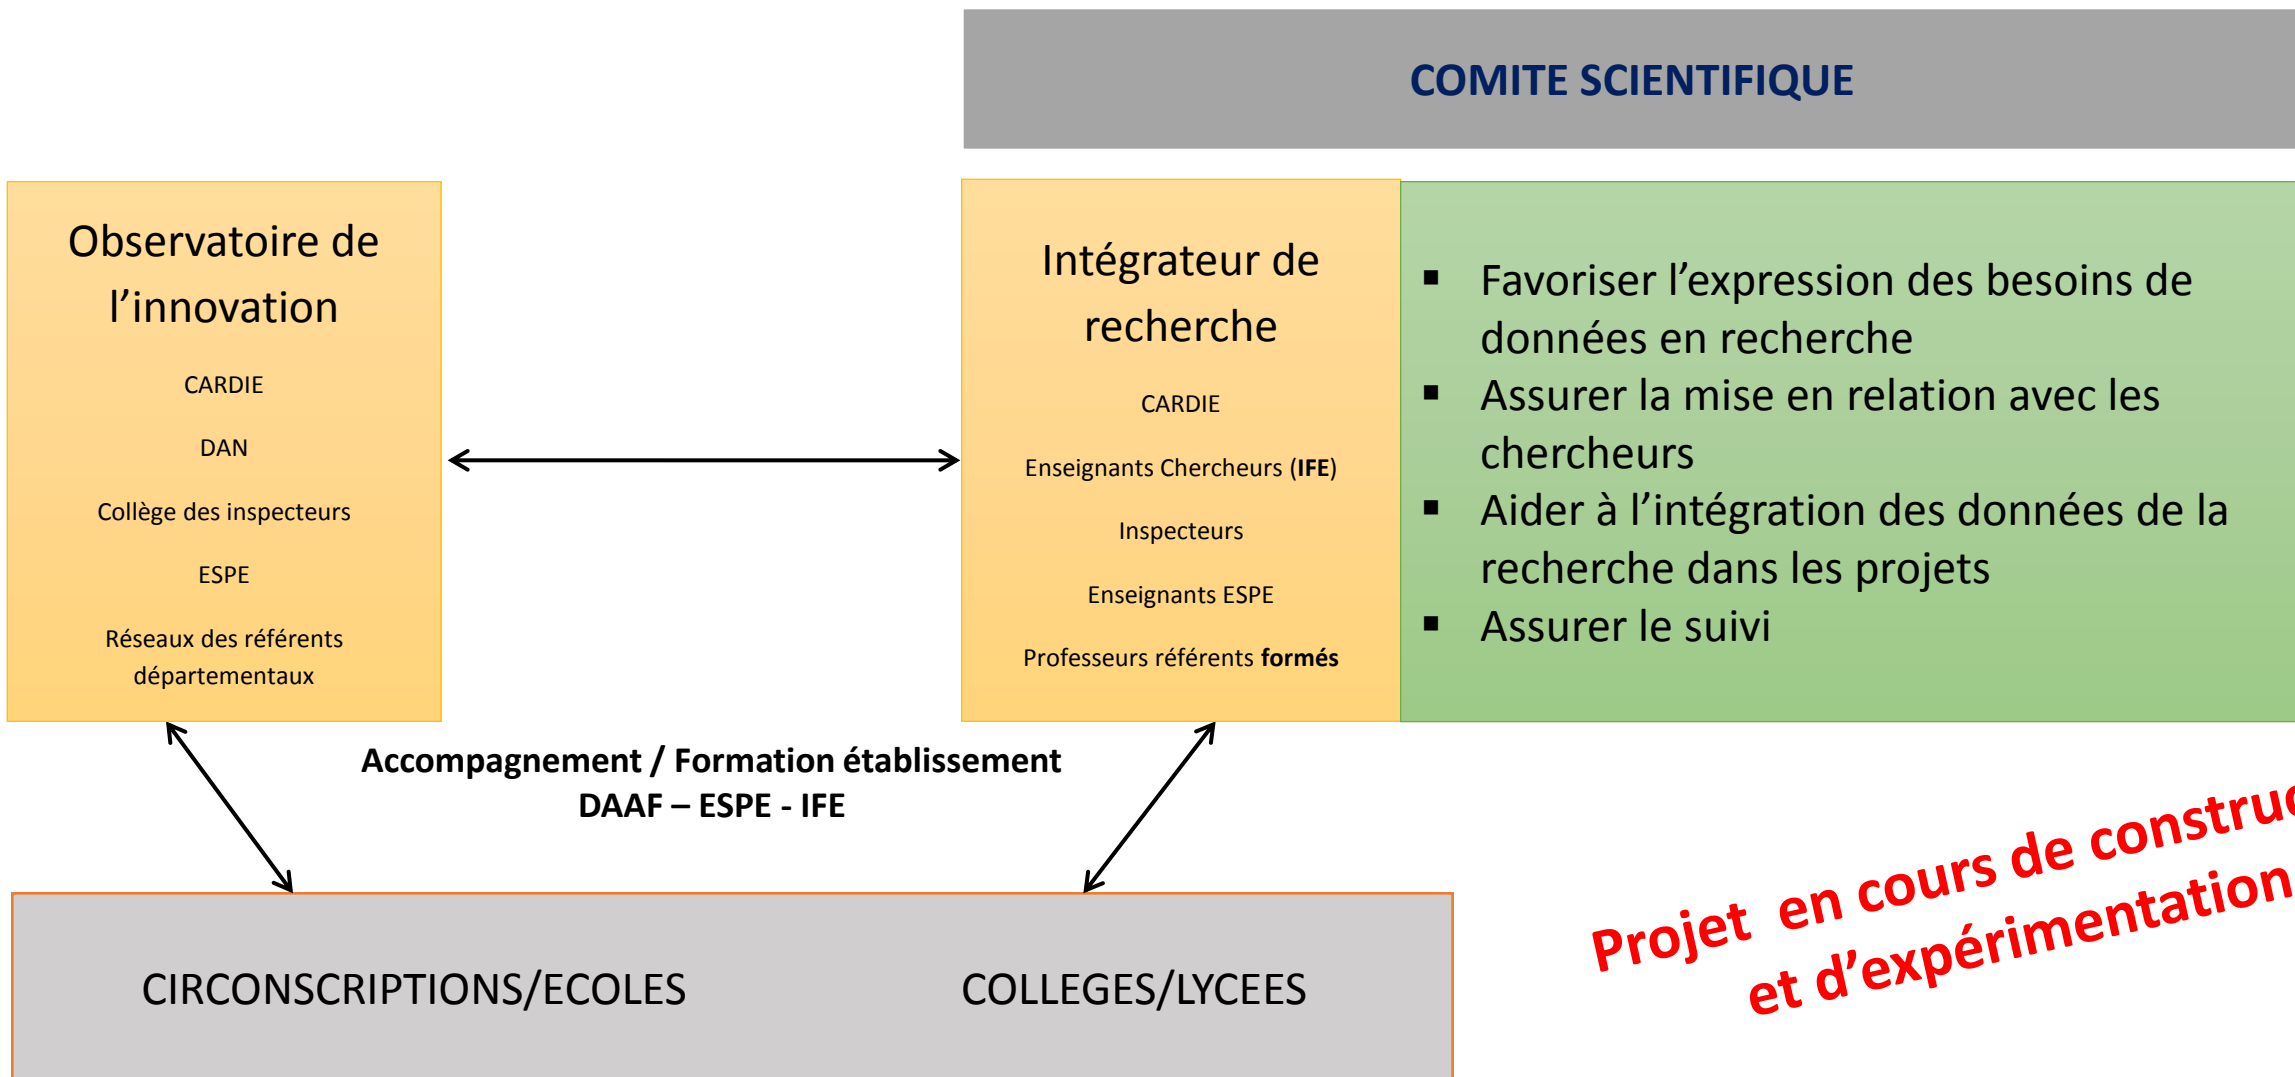 COMITE SCIENTIFIQUE
Observatoire de
l’innovation
CARDIE
DAN
Collège des inspecteurs
ESPE
Réseaux des référents
départementaux
Intégrateur de
recherche
CARDIE
Enseignants Chercheurs (IFE)
Inspecteurs
Enseignants ESPE
Professeurs référents formés
▪ Favoriser l’expression des besoins de
données en recherche
▪ Assurer la mise en relation avec les
chercheurs
▪ Aider à l’intégration des données de la
recherche dans les projets
▪ Assurer le suivi
Accompagnement / Formation établissement
DAAF – ESPE - IFE
CIRCONSCRIPTIONS/ECOLES
COLLEGES/LYCEES
Projet en cours de
et d’expérimentation